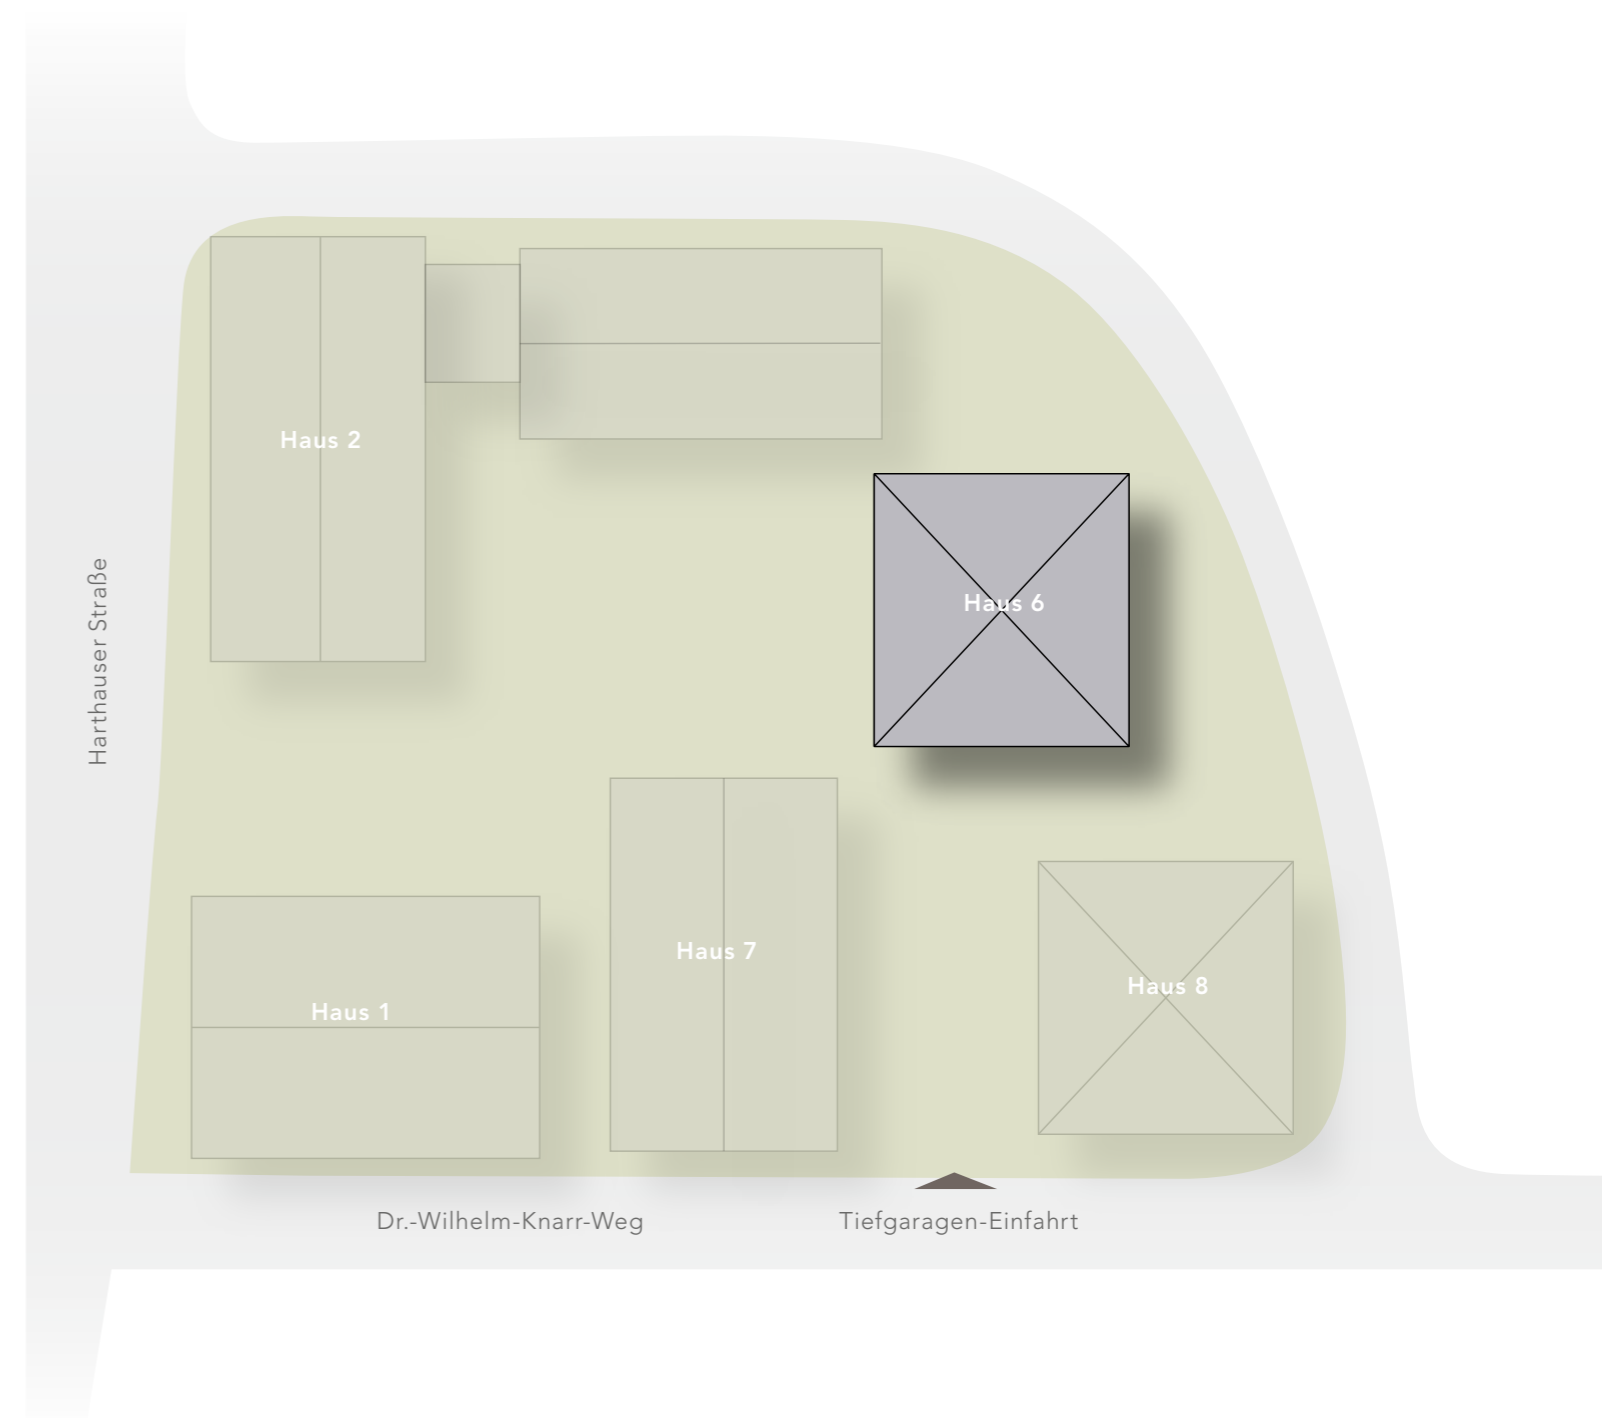 Haus 2
Haus 6
Harthauser Straße
Haus 7
Haus 8
Haus 1
Dr.-Wilhelm-Knarr-Weg
Tiefgaragen-Einfahrt